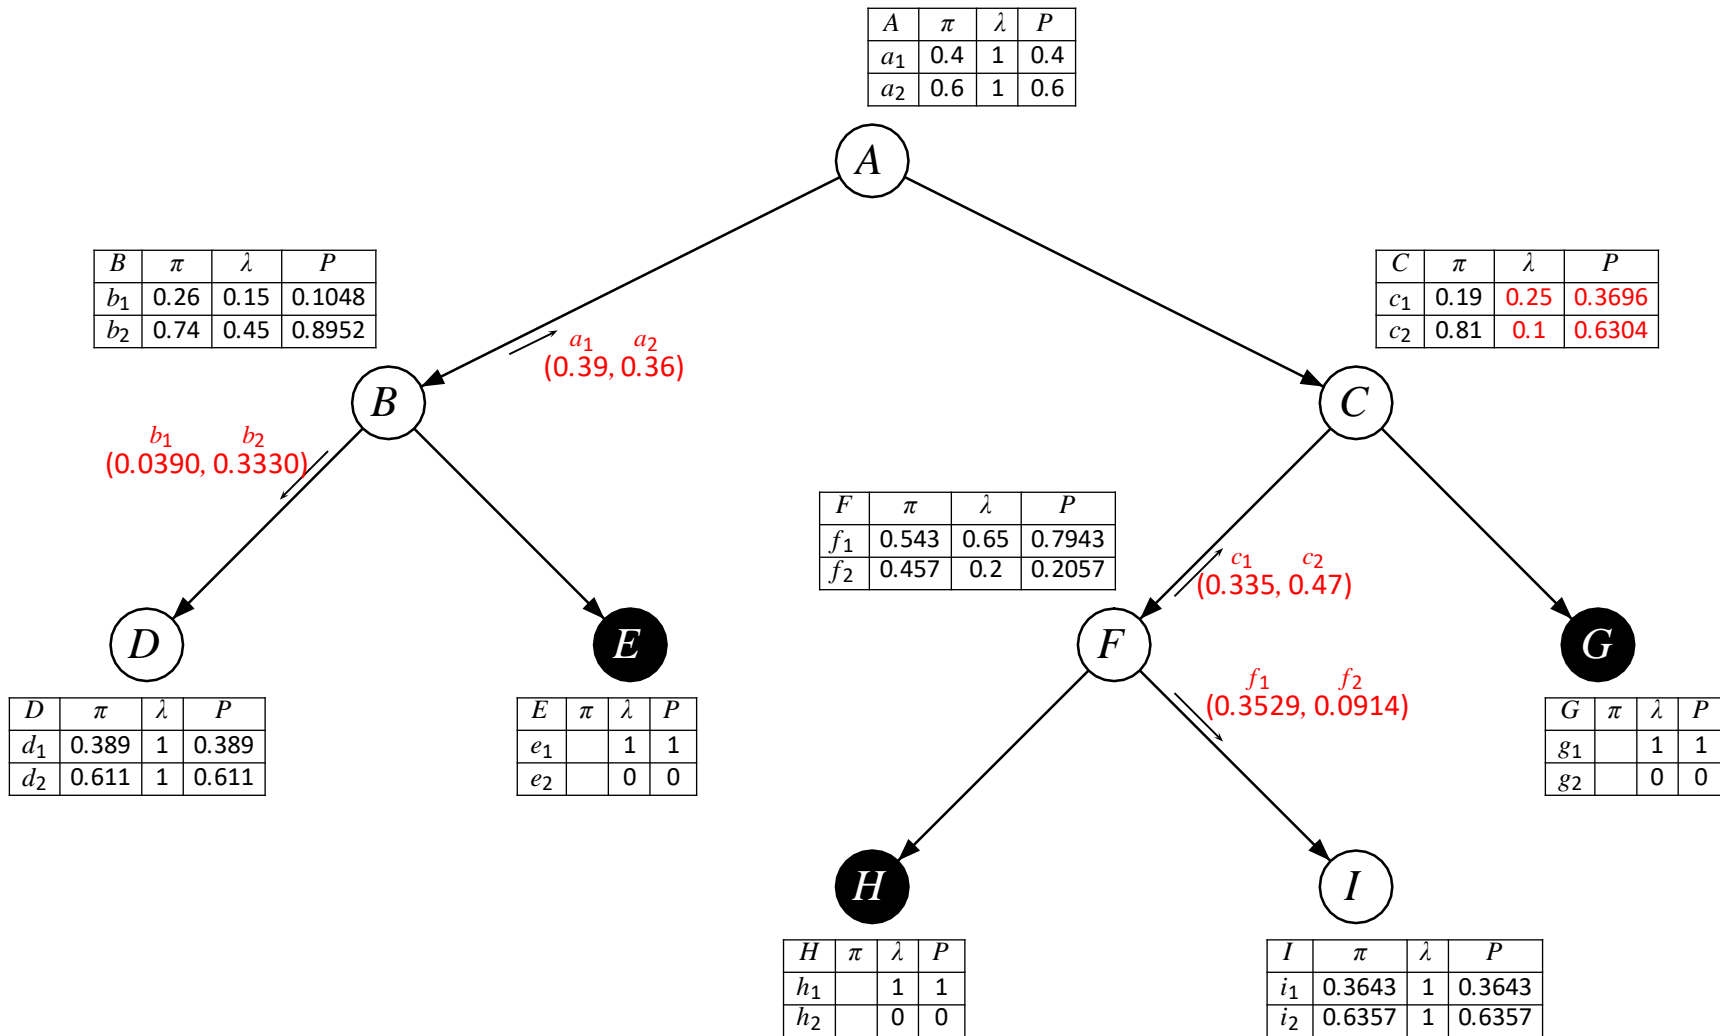 A π λ P
a1 0.4 1 0.4
a2 0.6 1 0.6
A
B π λ P
b1 0.26 0.15 0.1048
b2 0.74 0.45 0.8952
C π λ P
c1 0.19 0.25 0.3696
c2 0.81 0.1 0.6304
a1 a2
(0.39, 0.36)
B
C
b1 b2
(0.0390, 0.3330)
F π λ P
f1 0.543 0.65 0.7943
f2 0.457 0.2 0.2057
c1 c2
(0.335, 0.47)
D
E
F
G
f1 f2
(0.3529, 0.0914)
D π λ P
d1 0.389 1 0.389
d2 0.611 1 0.611
E π λ P
e1 1 1
e2 0 0
G π λ P
g1 1 1
g2 0 0
H
I
H π λ P
h1 1 1
h2 0 0
I π λ P
i1 0.3643 1 0.3643
i2 0.6357 1 0.6357